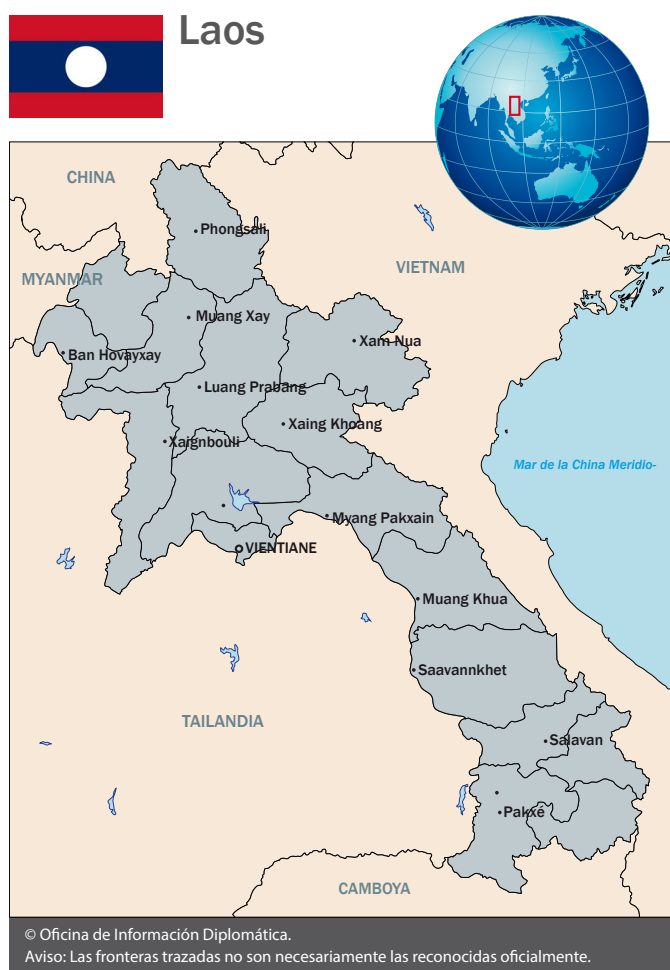 Laos
CHINA
Phongsali
VIETNAM
MYANMAR
Muang Xay
Xam Nua
Ban Hovayxay
Luang Prabang
Xaing Khoang
Xaignbouli
Mar de la China Meridio-
Myang Pakxain
VIENTIANE
Muang Khua
Saavannkhet
TAILANDIA
Salavan
Pakxé
CAMBOYA
© Oficina de Información Diplomática.
Aviso: Las fronteras trazadas no son necesariamente las reconocidas oficialmente.